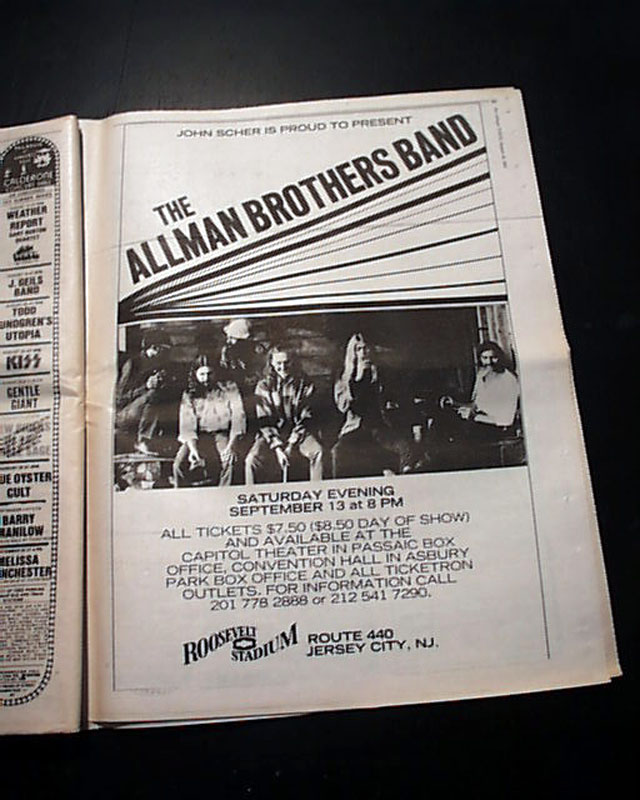 CALDERONE
WEATHER
REPORT
J. GEILS
BAND
TODD
UNDGREN'S
UTOPIA
KISS
GENTLE
GIANT
UE OYSTER
CULT
BARRY
MANILOW
MELISSA
NCHESTER
JOHN SCHER IS PROUD TO PRESENT
THE
ALLMAN BROTHERS BAND
SATURDAY EVENING
SEPTEMBER 13 at 8 PM
ALL TICKETS $7.50 ($8.50 DAY OF SHOW)
AND AVAILABLE AT THE
CAPITOL THEATER IN PASSAIC BOX
OFFICE, CONVENTION HALL IN ASBURY
PARK BOX OFFICE AND ALL TICKETRON
OUTLETS. FOR INFORMATION CALL
201 778 2888 or 212 541 7290.
ROOSEVELT
STADIUM
ROUTE 440
JERSEY CITY, NJ.